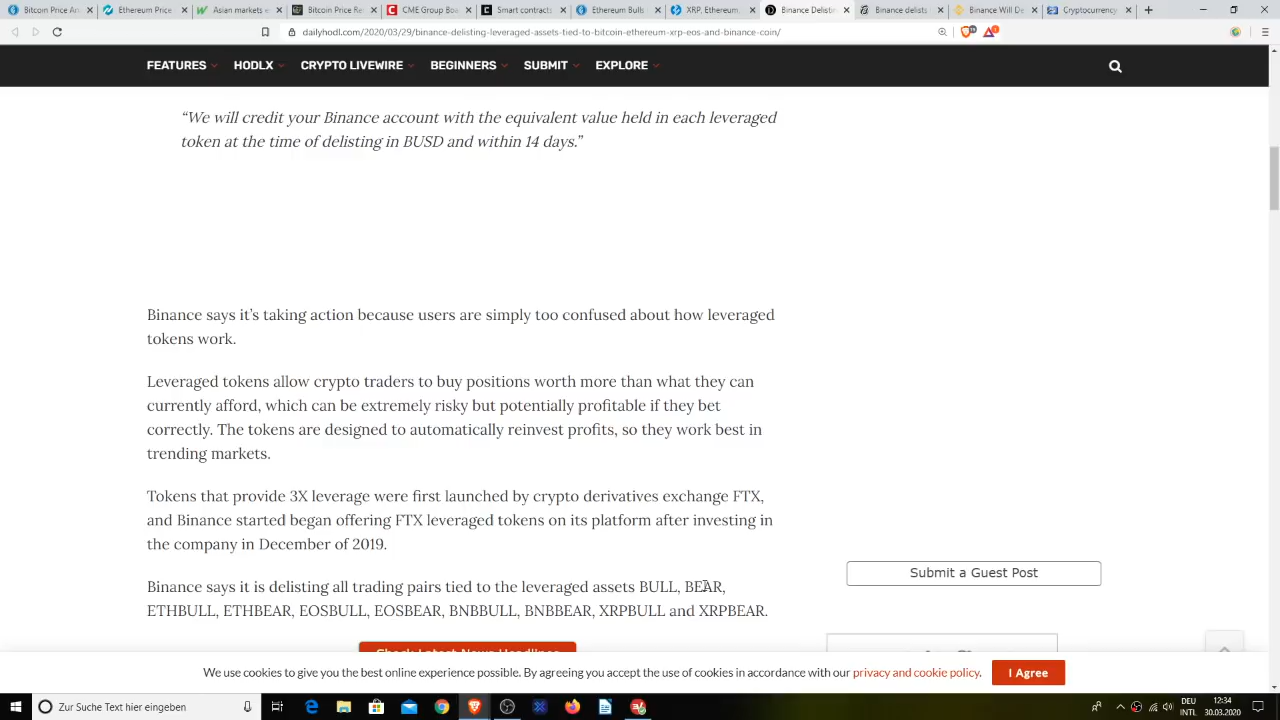 Bitcoin Price An
Ethereum Price
Asian markets e
Bitcoin Price Re
CME Group Boa
Smart contracts
Ethereum Bulls
XRP, Ethereum,
Binance Delistin
Binance delists
Binance Will De
Cryptocurrency
dailyhodl.com/2020/03/29/binance-delisting-leveraged-assets-tied-to-bitcoin-ethereum-xrp-eos-and-binance-coin/
FEATURES HODLX CRYPTO LIVEWIRE BEGINNERS SUBMIT EXPLORE
“We will credit your Binance account with the equivalent value held in each leveraged
token at the time of delisting in BUSD and within 14 days.”
Binance says it’s taking action because users are simply too confused about how leveraged
tokens work.
Leveraged tokens allow crypto traders to buy positions worth more than what they can
currently afford, which can be extremely risky but potentially profitable if they bet
correctly. The tokens are designed to automatically reinvest profits, so they work best in
trending markets.
Tokens that provide 3X leverage were first launched by crypto derivatives exchange FTX,
and Binance started began offering FTX leveraged tokens on its platform after investing in
the company in December of 2019.
Binance says it is delisting all trading pairs tied to the leveraged assets BULL, BEAR,
ETHBULL, ETHBEAR, EOSBULL, EOSBEAR, BNBBULL, BNBBEAR, XRPBULL and XRPBEAR.
Submit a Guest Post
Check Latest News Headlines
We use cookies to give you the best online experience possible. By agreeing you accept the use of cookies in accordance with our privacy and cookie policy.
I Agree
Zur Suche Text hier eingeben
DEU
INTL
12:34
30.03.2020